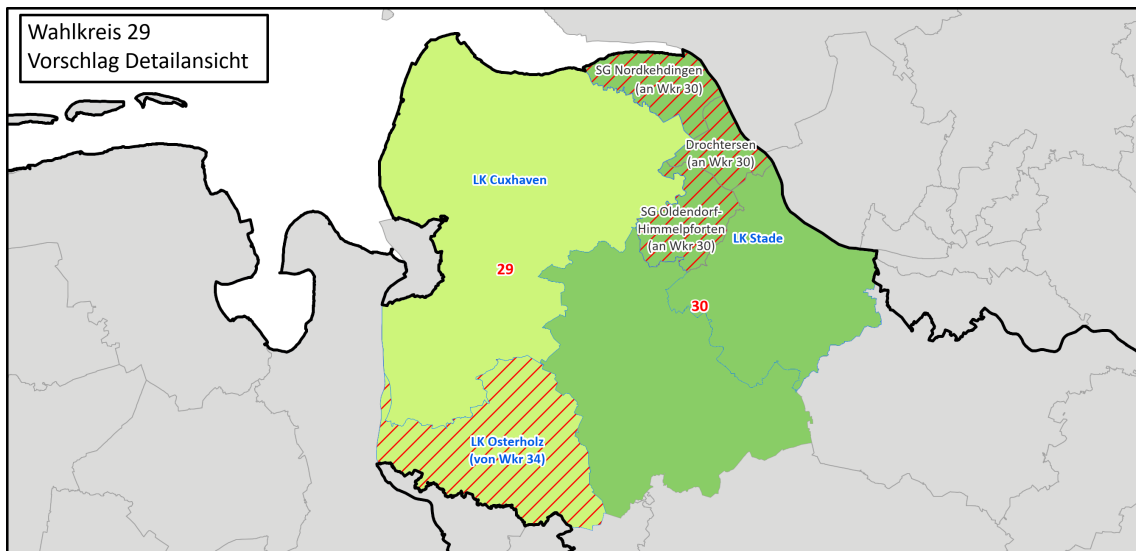 Wahlkreis 29
Vorschlag Detailansicht
SG Nordkehdingen
(an Wkr 30)
Drochtersen
(an Wkr 30)
LK Cuxhaven
SG Oldendorf-
Himmelpforten
(an Wkr 30)
LK Stade
29
30
LK Osterholz
(von Wkr 34)